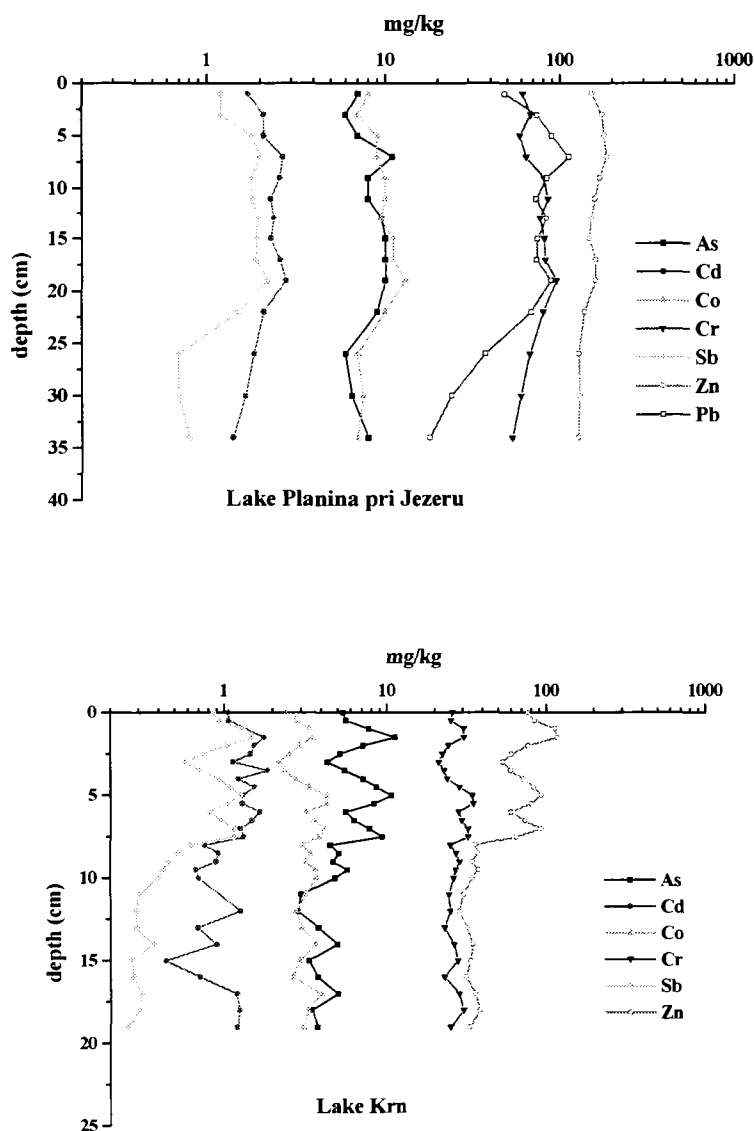 mg/kg
1 10 100 1000
0
5
10
15
20
25
30
35
40
depth (cm)
As
Cd
Co
Cr
Sb
Zn
Pb
Lake Planina pri Jezeru
mg/kg
1 10 100 1000
0
5
10
15
20
25
depth (cm)
As
Cd
Co
Cr
Sb
Zn
Lake Krn